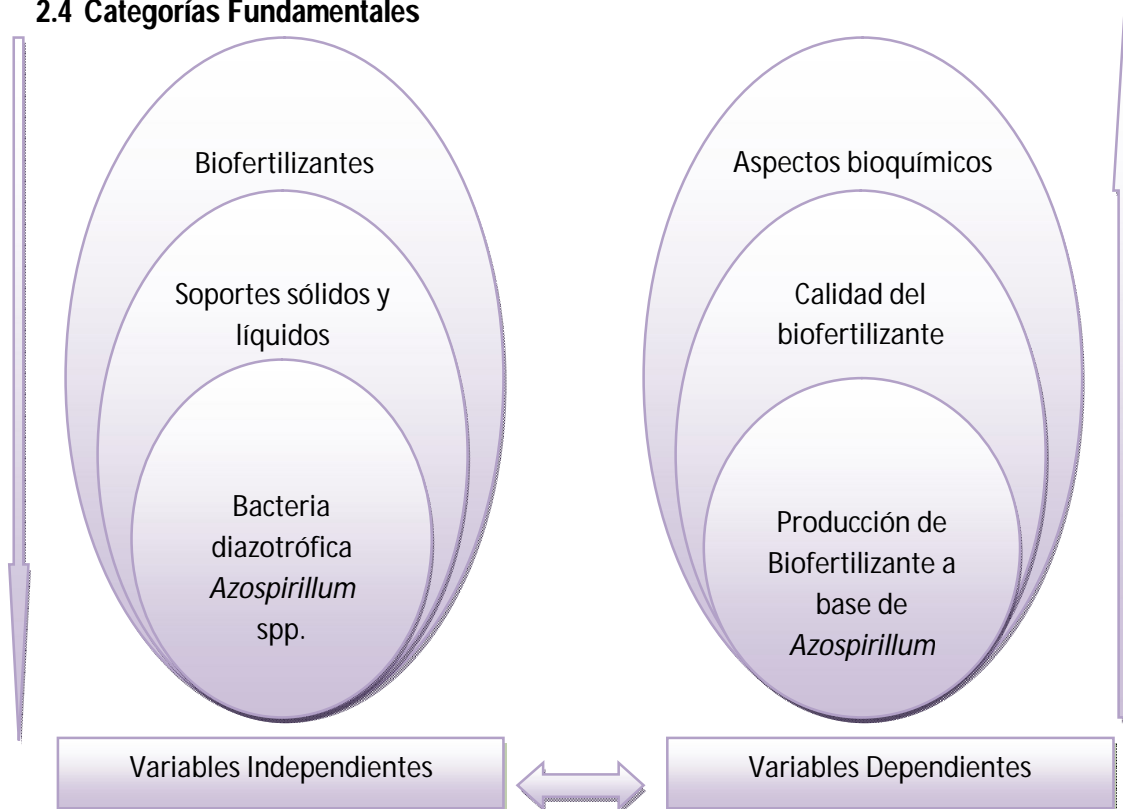 2.4 Categorías Fundamentales
Biofertilizantes
Soportes sólidos y
líquidos
Bacteria
diazotrófica
Azospirillum
spp.
Variables Independientes
Aspectos bioquímicos
Calidad del
biofertilizante
Producción de
Biofertilizante a
base de
Azospirillum
Variables Dependientes